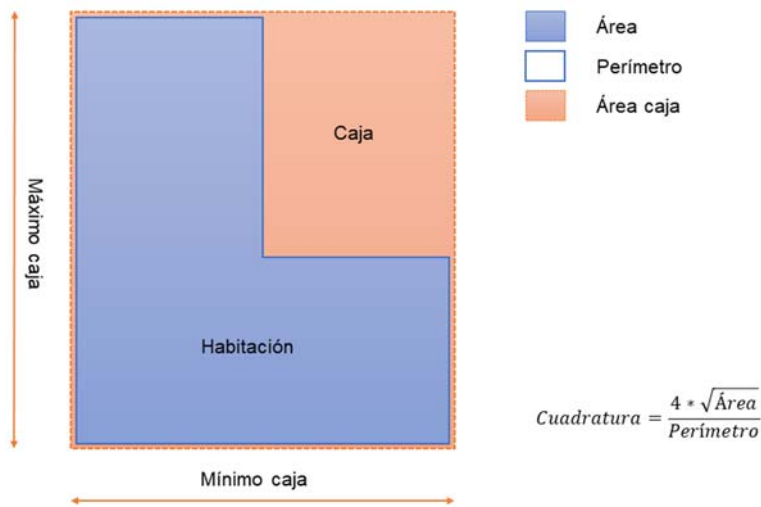 Área
Perímetro
Área caja
Caja
Máximo caja
Habitación
Cuadratura = 4 * √Área / Perímetro
Mínimo caja